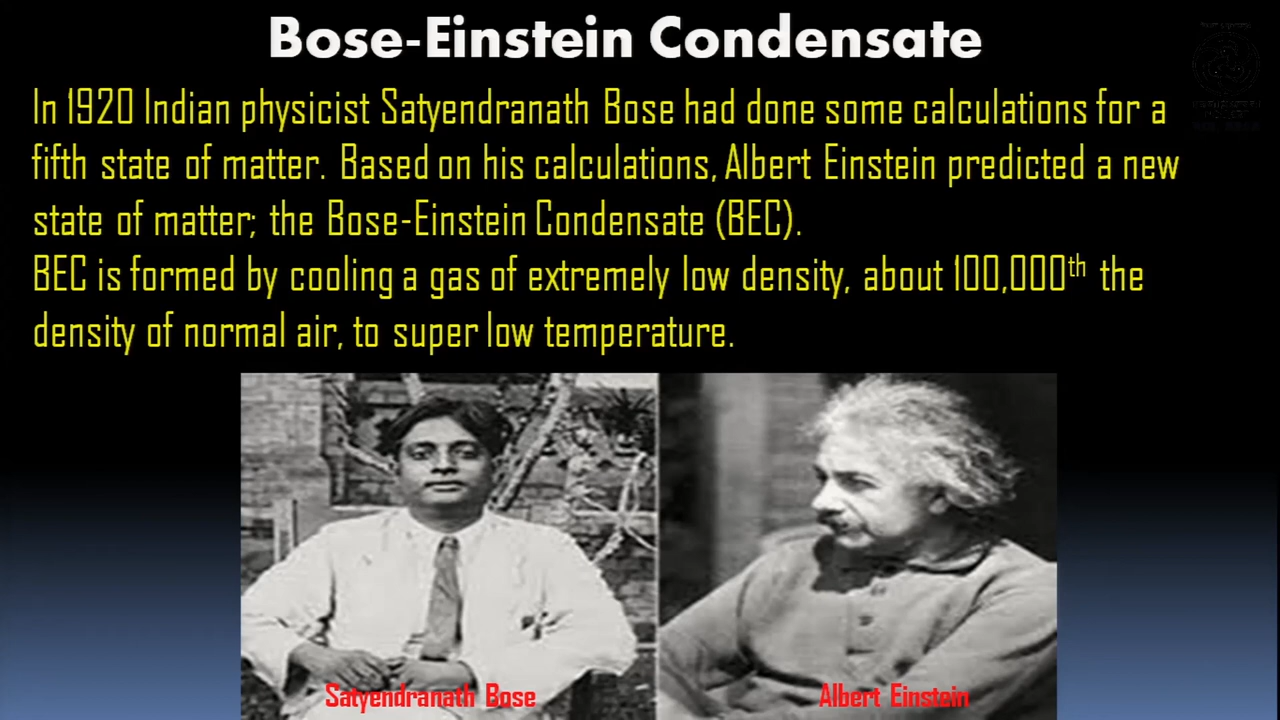 Bose-Einstein Condensate
In 1920 Indian physicist Satyendranath Bose had done some calculations for a
fifth state of matter. Based on his calculations, Albert Einstein predicted a new
state of matter; the Bose-Einstein Condensate (BEC).
BEC is formed by cooling a gas of extremely low density, about 100,000th the
density of normal air, to super low temperature.
Satyendranath Bose
Albert Einstein